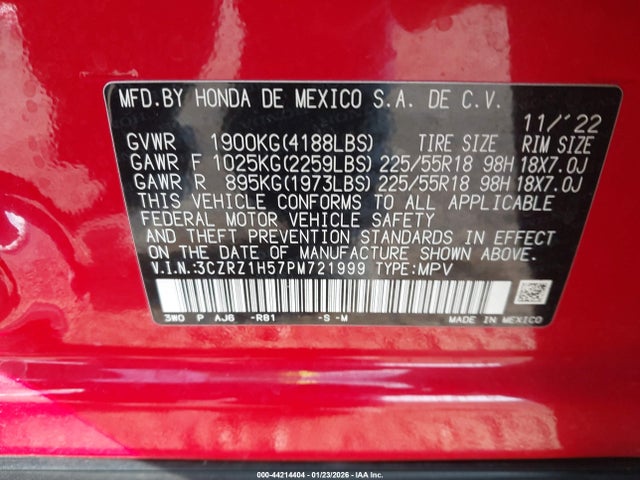 MFD.BY HONDA DE MEXICO S.A. DE C.V.
11/'22
GVWR 1900KG(4188LBS) TIRE SIZE RIM SIZE
GAWR F 1025KG(2259LBS) 225/55R18 98H 18X7.0J
GAWR R 895KG(1973LBS) 225/55R18 98H 18X7.0J
THIS VEHICLE CONFORMS TO ALL APPLICABLE
FEDERAL MOTOR VEHICLE SAFETY
AND THEFT PREVENTION STANDARDS IN EFFECT
ON THE DATE OF MANUFACTURE SHOWN ABOVE.
V.I.N.:3CZRZ1H57PM721999 TYPE:MPV
3W0 P AJ6 -R81 -S -M MADE IN MEXICO
000-44214404 - 01/23/2026 - IAA Inc.